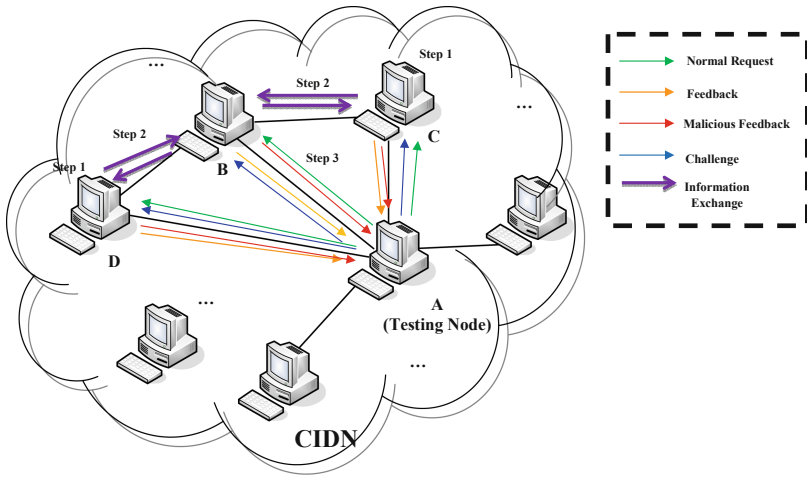 ...
Step 1
Step 2
...
Step 2
C
Step 1
B
Step 3
D
A
(Testing Node)
...
...
CIDN
Normal Request
Feedback
Malicious Feedback
Challenge
Information
Exchange